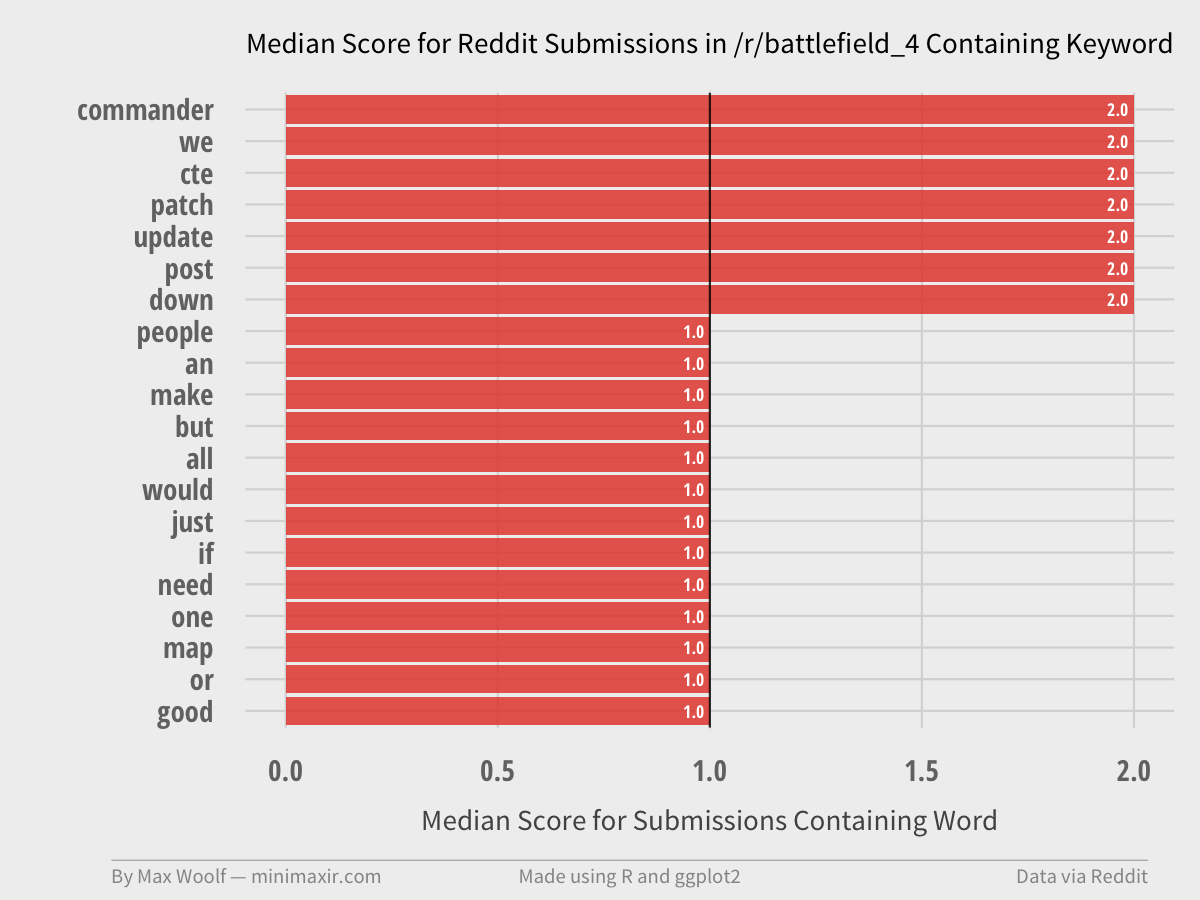 Median Score for Reddit Submissions in /r/battlefield_4 Containing Keyword
commander 2.0
we 2.0
cte 2.0
patch 2.0
update 2.0
post 2.0
down 2.0
people 1.0
an 1.0
make 1.0
but 1.0
all 1.0
would 1.0
just 1.0
if 1.0
need 1.0
one 1.0
map 1.0
or 1.0
good 1.0
0.0 0.5 1.0 1.5 2.0
Median Score for Submissions Containing Word
By Max Woolf — minimaxir.com Made using R and ggplot2 Data via Reddit